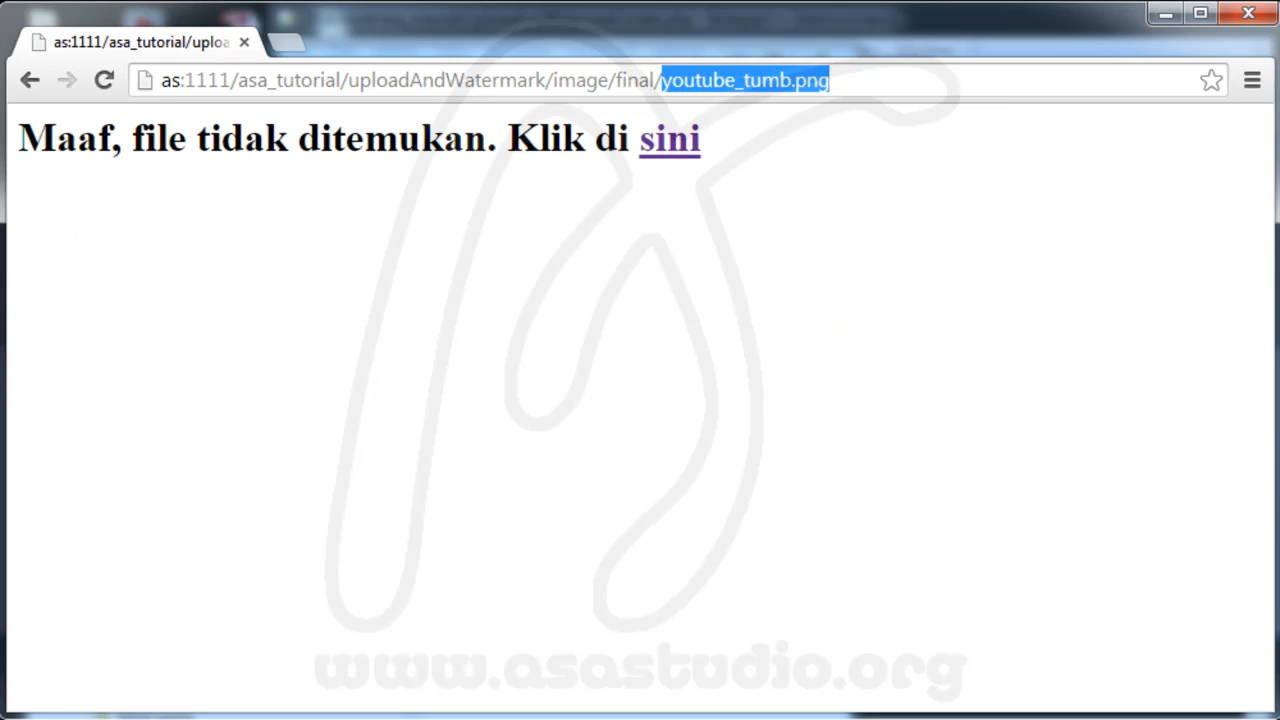 as:1111/asa_tutorial/uploa
as:1111/asa_tutorial/uploadAndWatermark/image/final/youtube_tumb.png
Maaf, file tidak ditemukan. Klik di sini
www.asastudio.org